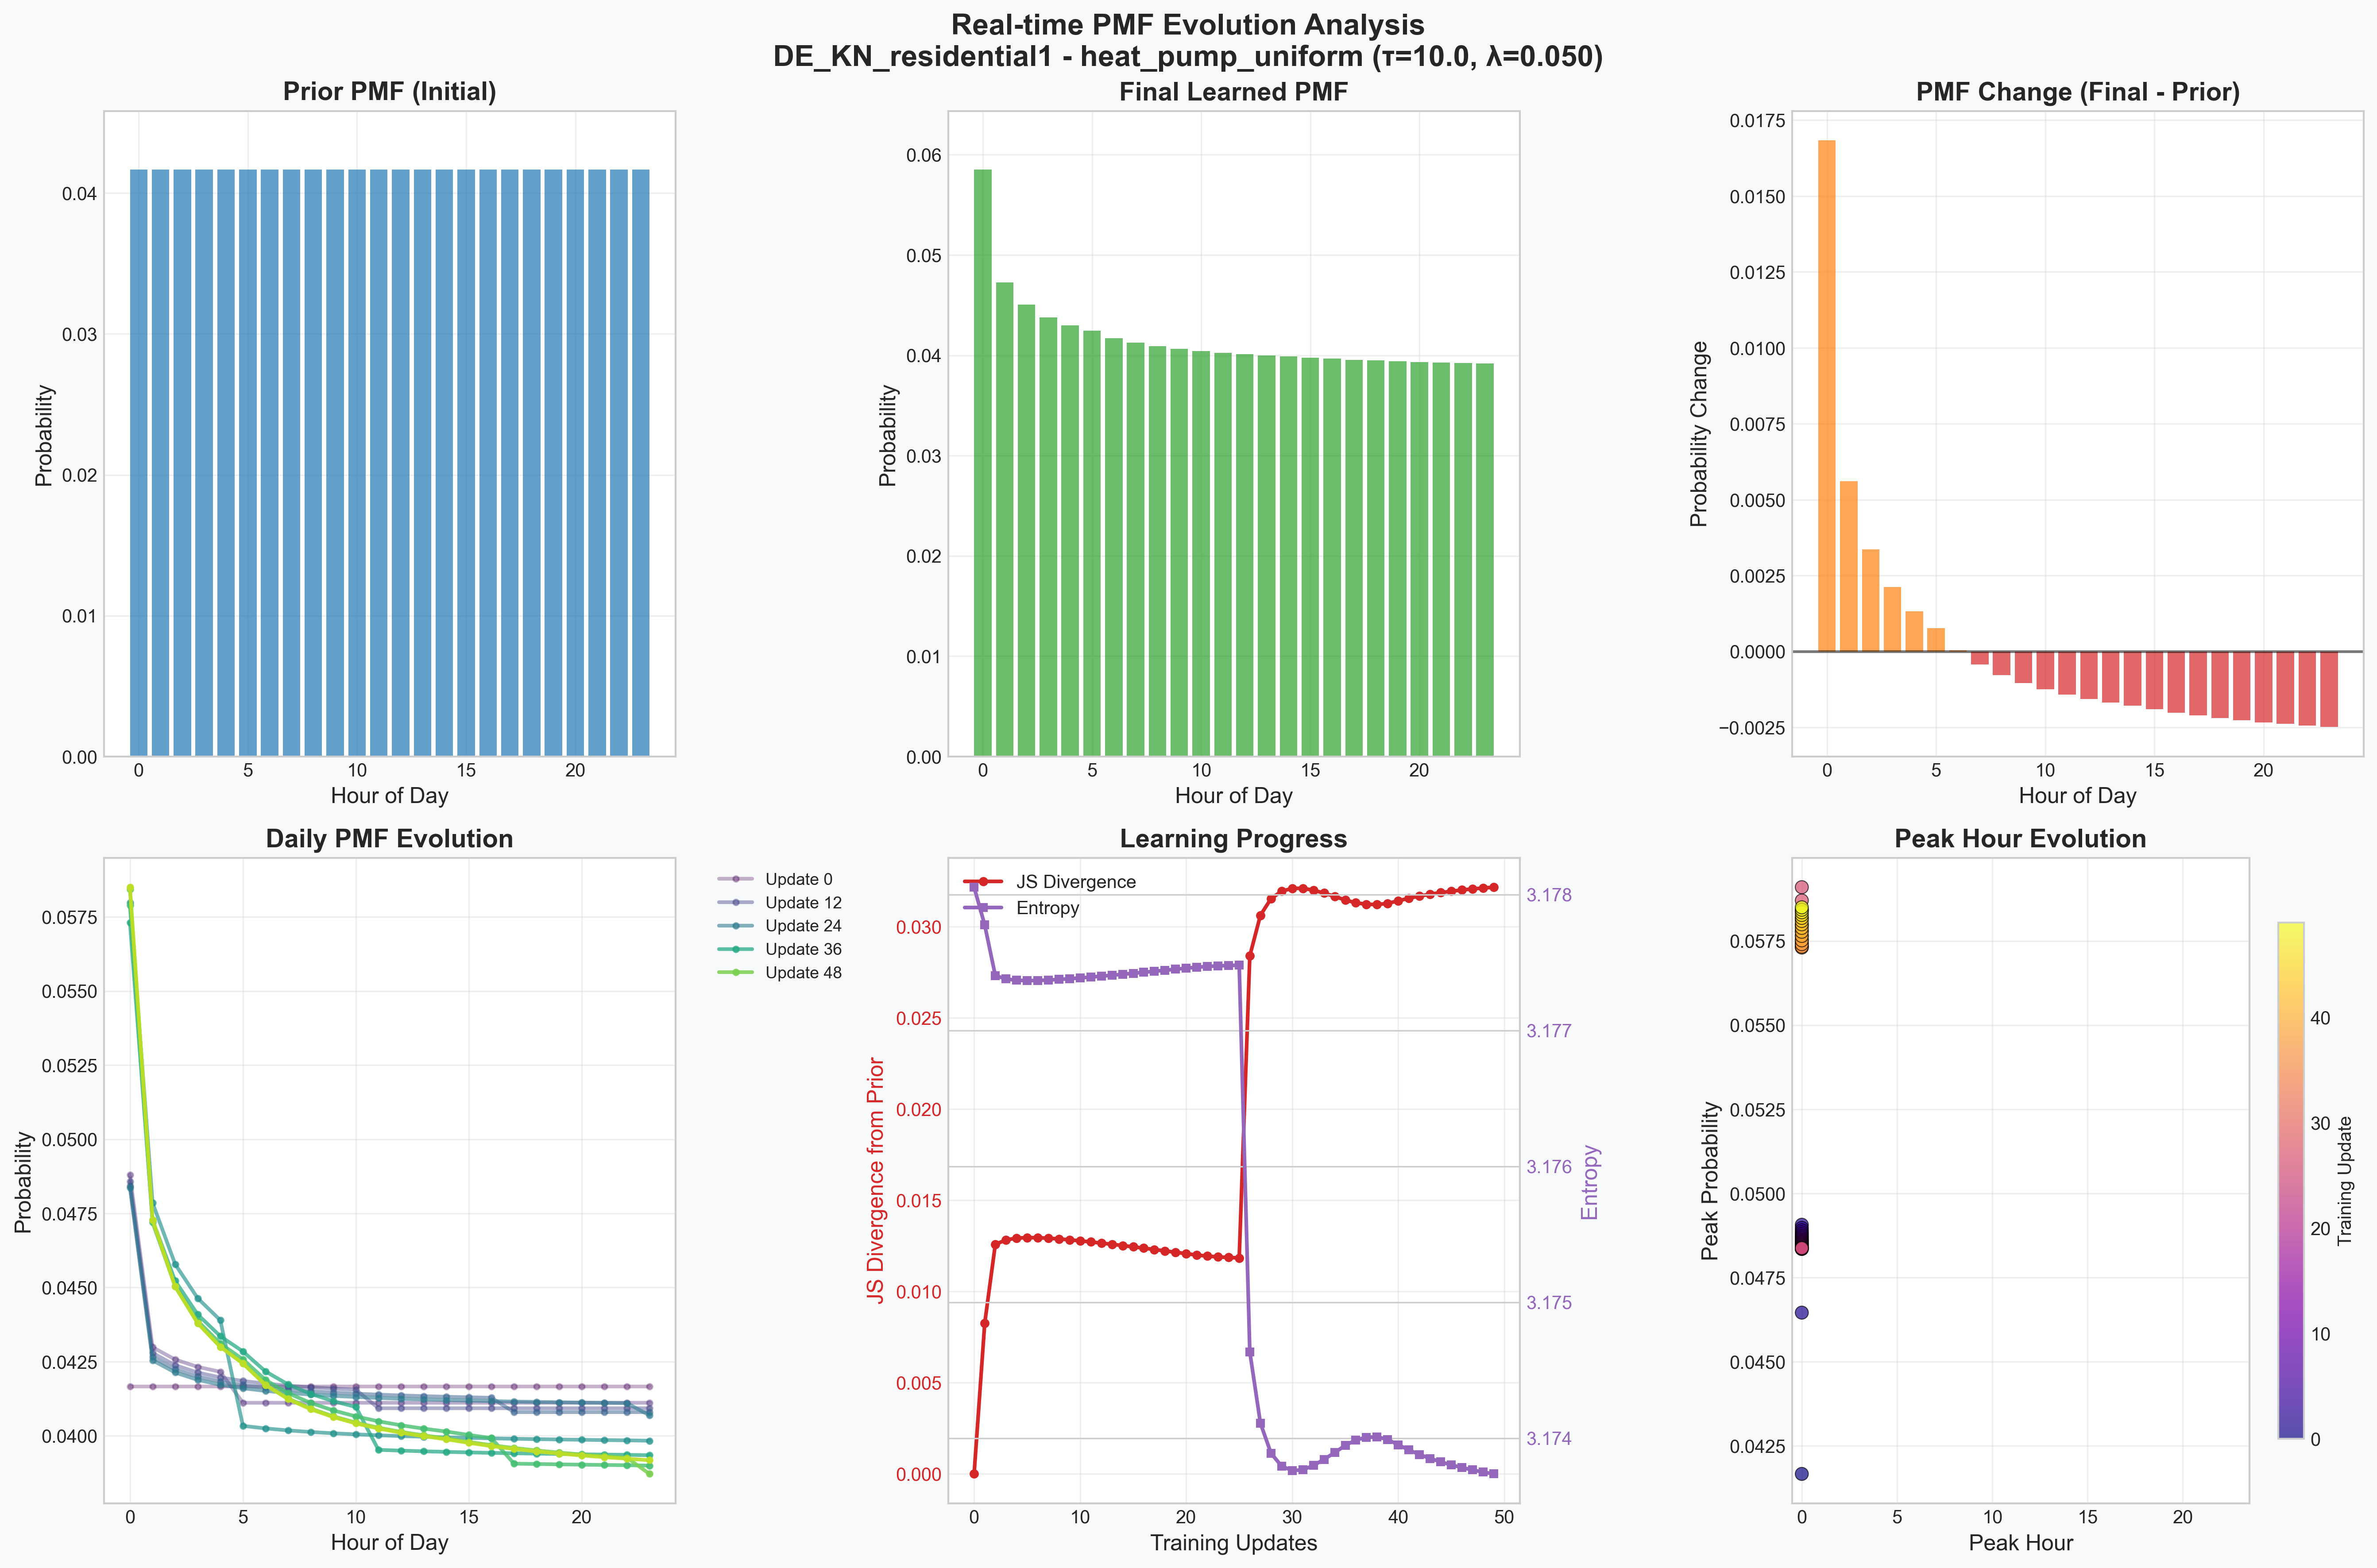 Real-time PMF Evolution Analysis
DE_KN_residential1 - heat_pump_uniform (τ=10.0, λ=0.050)
Prior PMF (Initial)
Probability
0.04
0.03
0.02
0.01
0.00
0 5 10 15 20
Hour of Day
Final Learned PMF
Probability
0.06
0.05
0.04
0.03
0.02
0.01
0.00
0 5 10 15 20
Hour of Day
PMF Change (Final - Prior)
Probability Change
0.0175
0.0150
0.0125
0.0100
0.0075
0.0050
0.0025
0.0000
−0.0025
0 5 10 15 20
Hour of Day
Daily PMF Evolution
Probability
0.0575
0.0550
0.0525
0.0500
0.0475
0.0450
0.0425
0.0400
0 5 10 15 20
Hour of Day
Update 0
Update 12
Update 24
Update 36
Update 48
Learning Progress
JS Divergence
Entropy
JS Divergence from Prior
0.030
0.025
0.020
0.015
0.010
0.005
0.000
0 10 20 30 40 50
Training Updates
3.178
3.177
3.176
3.175
3.174
Entropy
Peak Hour Evolution
Peak Probability
0.0575
0.0550
0.0525
0.0500
0.0475
0.0450
0.0425
0 5 10 15 20
Peak Hour
40
30
20
10
0
Training Update